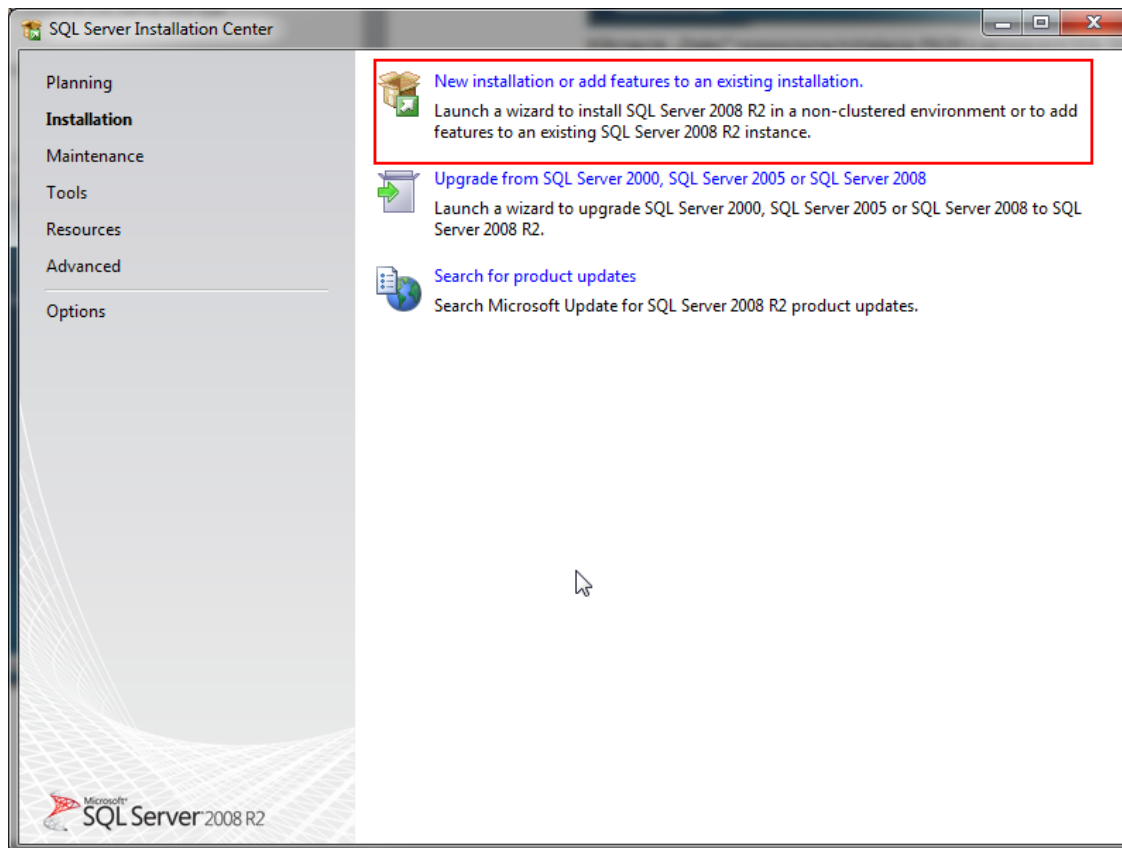 SQL Server Installation Center
Planning
Installation
Maintenance
Tools
Resources
Advanced
Options
New installation or add features to an existing installation.
Launch a wizard to install SQL Server 2008 R2 in a non-clustered environment or to add
features to an existing SQL Server 2008 R2 instance.
Upgrade from SQL Server 2000, SQL Server 2005 or SQL Server 2008
Launch a wizard to upgrade SQL Server 2000, SQL Server 2005 or SQL Server 2008 to SQL
Server 2008 R2.
Search for product updates
Search Microsoft Update for SQL Server 2008 R2 product updates.
Microsoft®
SQL Server® 2008 R2